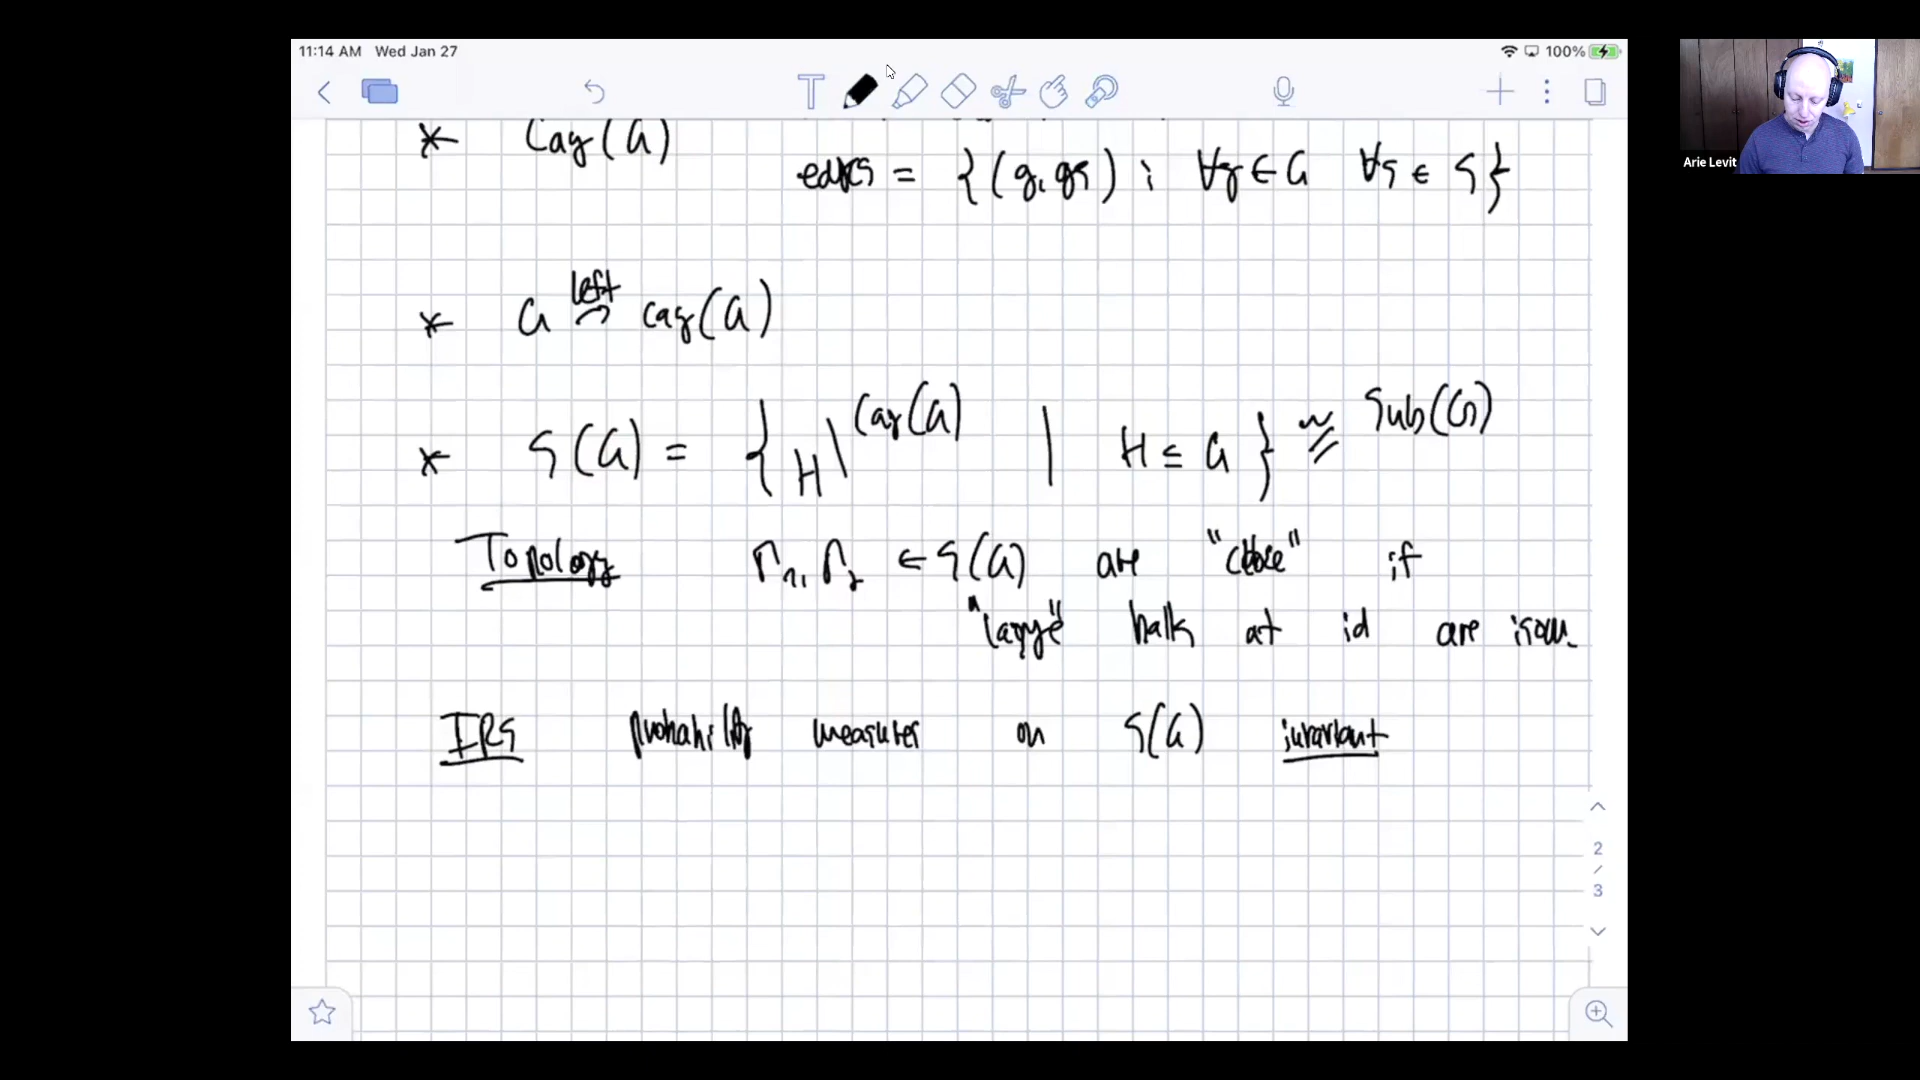 11:14 AM Wed Jan 27 100%
Arie Levit
* Cay(G)
edges = {(g, gs) : ∀g ∈ G ∀s ∈ S}
* G left ↷ Cay(G)
* S(G) = { H\Cay(G) | H ≤ G } ≅ Sub(G)
Topology Γ₁, Γ₂ ∈ S(G) are "close" if
"large" balls at id are isom.
IRS probability measures on S(G) invariant
2
/
3